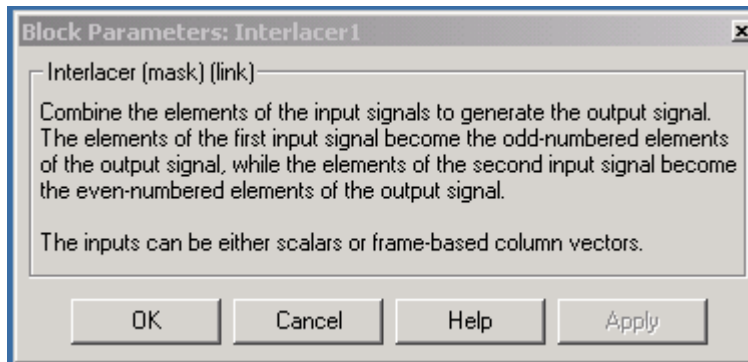 Block Parameters: Interlacer1
Interlacer (mask) (link)
Combine the elements of the input signals to generate the output signal.
The elements of the first input signal become the odd-numbered elements
of the output signal, while the elements of the second input signal become
the even-numbered elements of the output signal.
The inputs can be either scalars or frame-based column vectors.
OK Cancel Help Apply